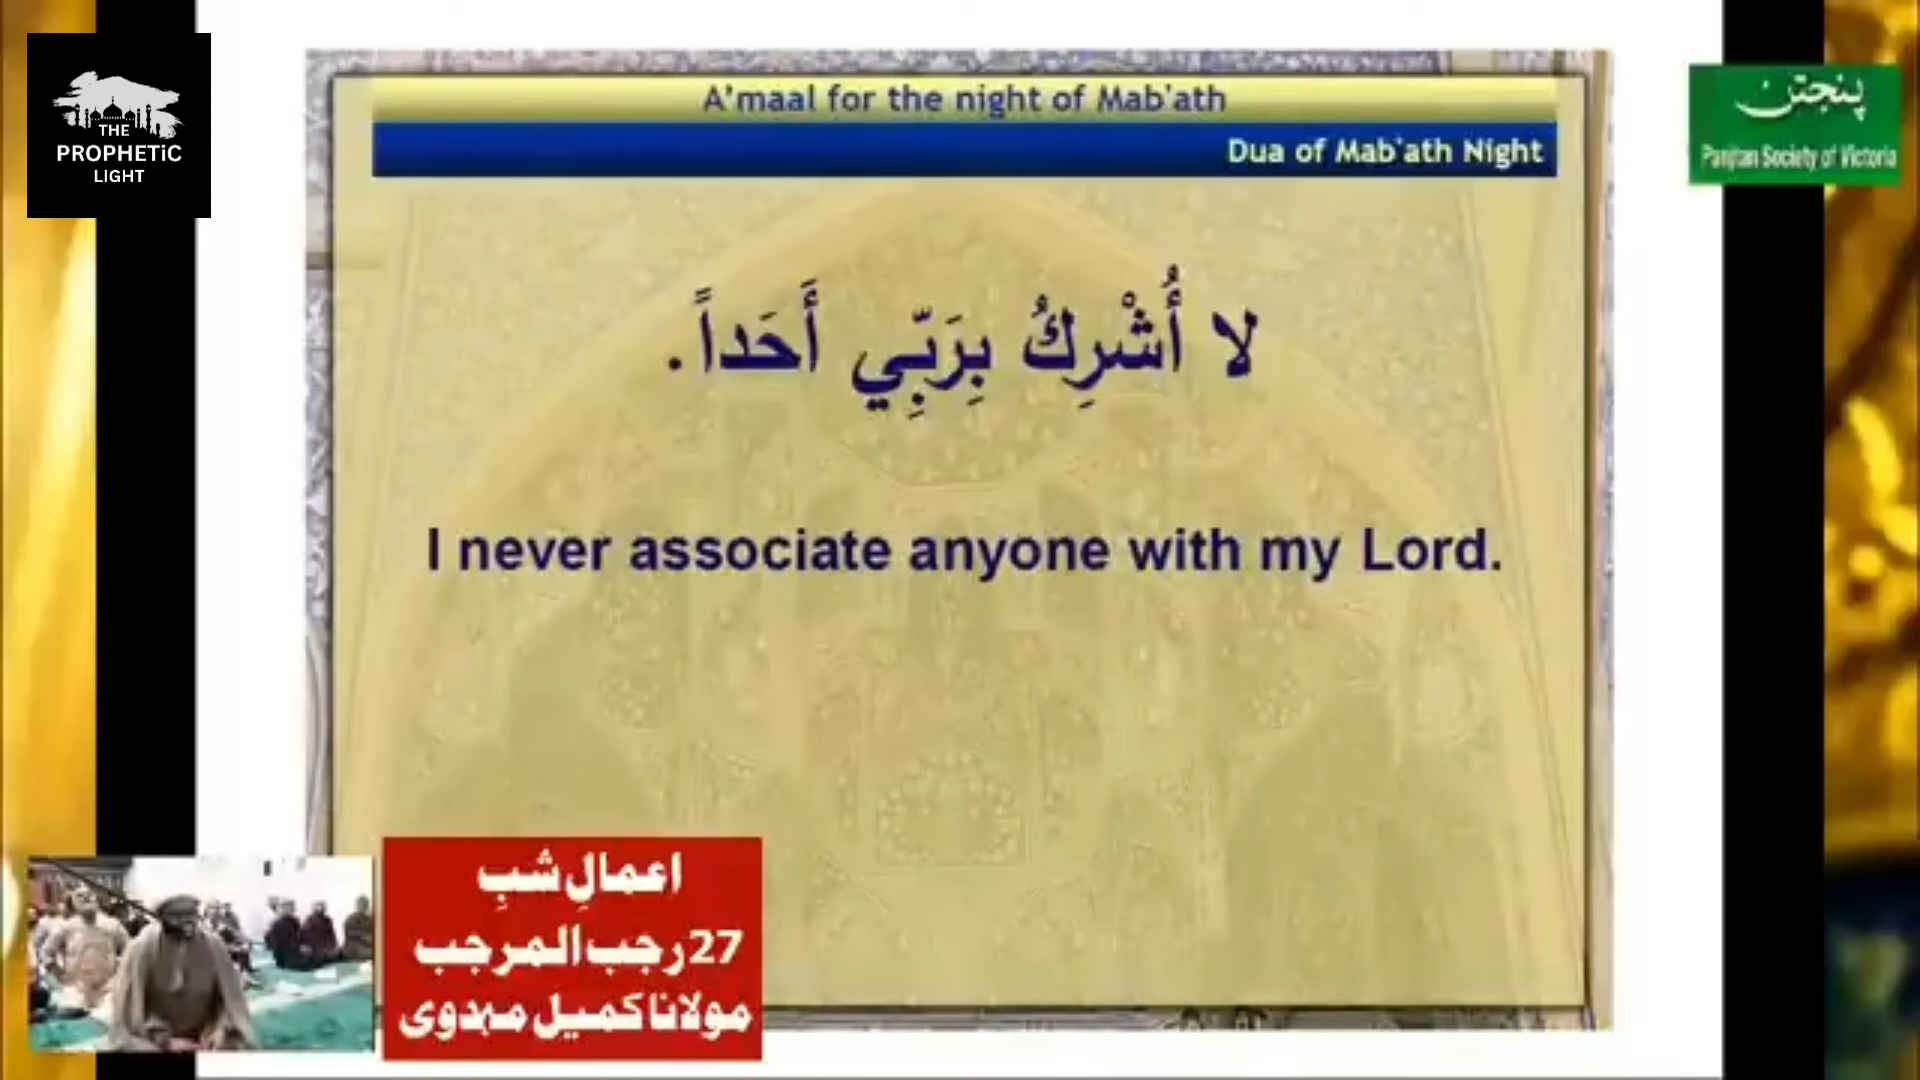 THE
PROPHETiC
LIGHT
A'maal for the night of Mab'ath
Dua of Mab'ath Night
پنجتن
Panjtan Society of Victoria
لا أُشْرِكُ بِرَبِّي أَحَداً.
I never associate anyone with my Lord.
اعمالِ شبِ
27 رجب المرجب
مولانا کمیل مہدوی